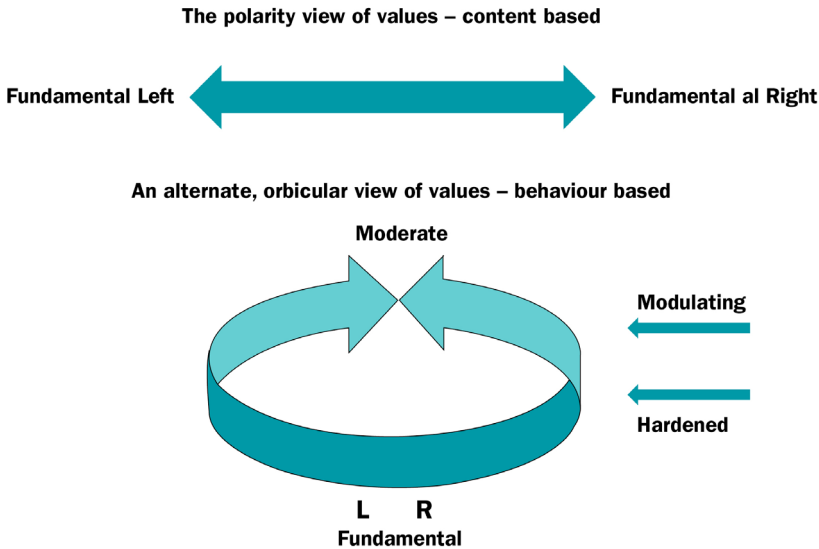 The polarity view of values – content based
Fundamental Left
Fundamental al Right
An alternate, orbicular view of values – behaviour based
Moderate
Modulating
Hardened
L R
Fundamental